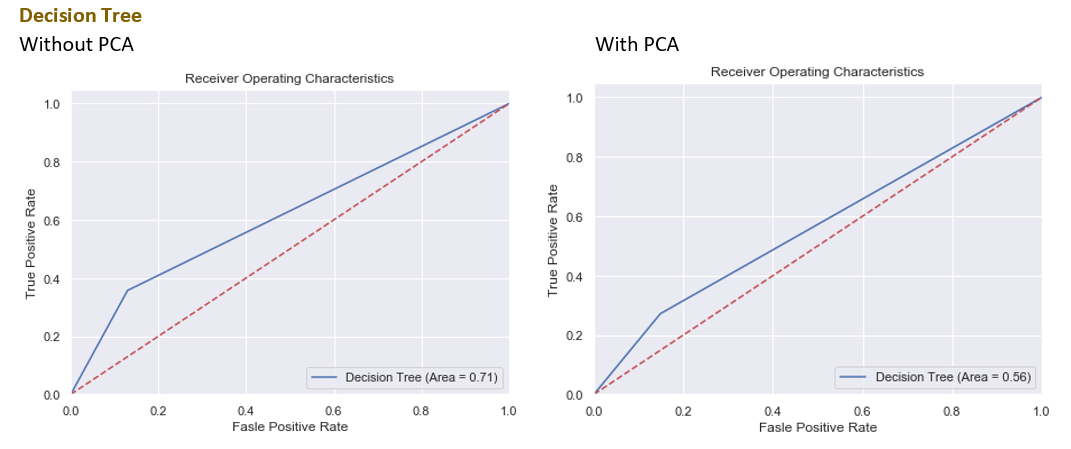 Decision Tree
Without PCA
Receiver Operating Characteristics
True Positive Rate
1.0
0.8
0.6
0.4
0.2
0.0
Decision Tree (Area = 0.71)
0.0 0.2 0.4 0.6 0.8 1.0
Fasle Positive Rate
With PCA
Receiver Operating Characteristics
True Positive Rate
1.0
0.8
0.6
0.4
0.2
0.0
Decision Tree (Area = 0.56)
0.0 0.2 0.4 0.6 0.8 1.0
Fasle Positive Rate